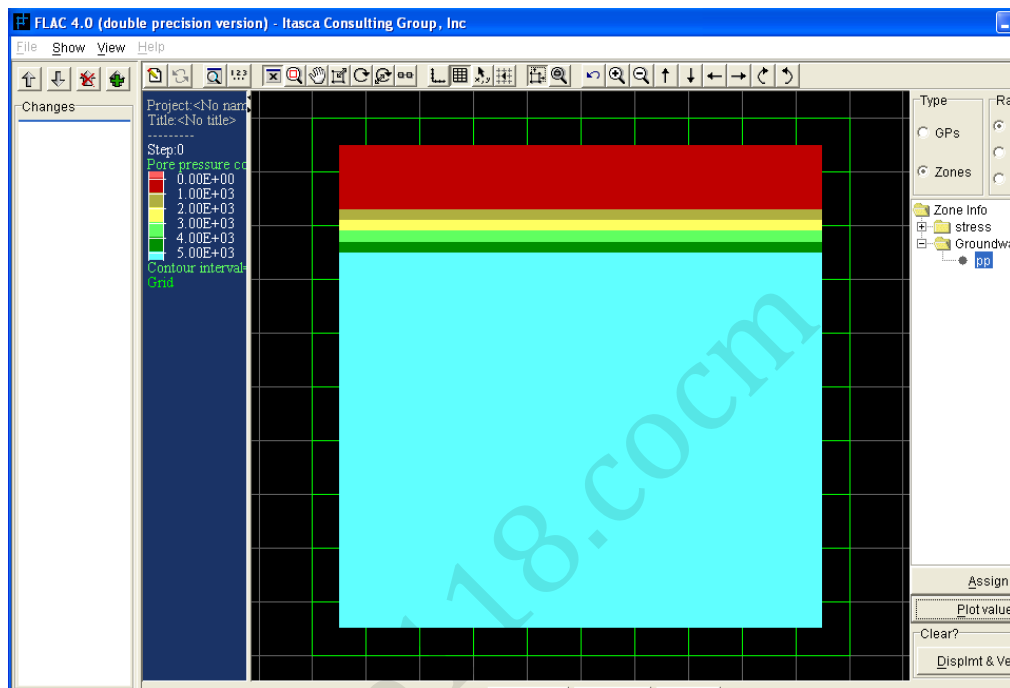 FLAC 4.0 (double precision version) - Itasca Consulting Group, Inc
File Show View Help
Changes
Project:<No nam
Title:<No title>
---------
Step:0
Pore pressure co
0.00E+00
1.00E+03
2.00E+03
3.00E+03
4.00E+03
5.00E+03
Contour interval=
Grid
Type
Ra
GPs
Zones
Zone Info
stress
Groundwa
pp
Assign
Plot value
Clear?
Displmt & Ve
118.cocm